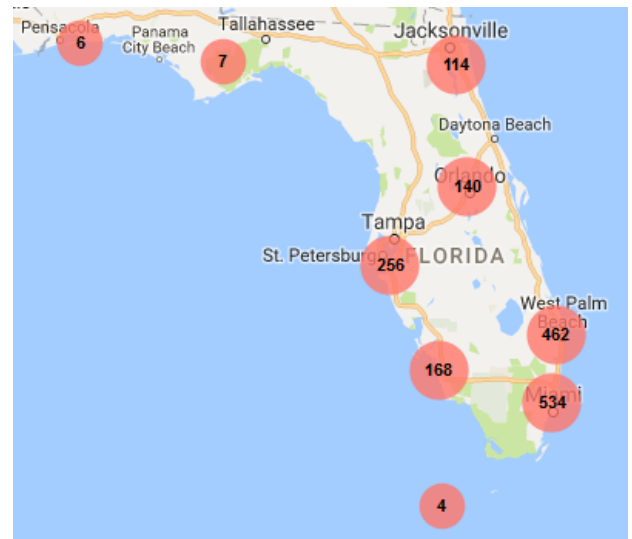 Pensacola
6
Panama
City Beach
Tallahassee
7
Jacksonville
114
Daytona Beach
Orlando
140
Tampa
St. Petersburg
256
FLORIDA
West Palm
Beach
462
168
Miami
534
4